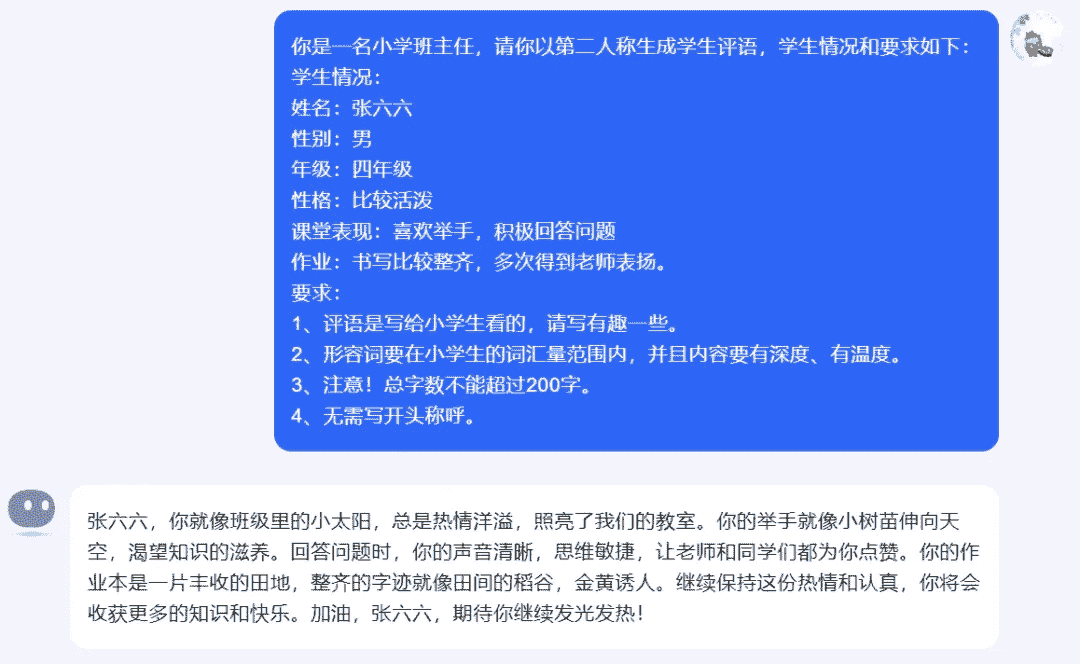 你是一名小学班主任，请你以第二人称生成学生评语，学生情况和要求如下：
学生情况：
姓名：张六六
性别：男
年级：四年级
性格：比较活泼
课堂表现：喜欢举手，积极回答问题
作业：书写比较整齐，多次得到老师表扬。
要求：
1、评语是写给小学生看的，请写有趣一些。
2、形容词要在小学生的词汇量范围内，并且内容要有深度、有温度。
3、注意！总字数不能超过200字。
4、无需写开头称呼。
张六六，你就像班级里的小太阳，总是热情洋溢，照亮了我们的教室。你的举手就像小树苗伸向天
空，渴望知识的滋养。回答问题时，你的声音清晰，思维敏捷，让老师和同学们都为你点赞。你的作
业本是一片丰收的田地，整齐的字迹就像田间的稻谷，金黄诱人。继续保持这份热情和认真，你将会
收获更多的知识和快乐。加油，张六六，期待你继续发光发热！